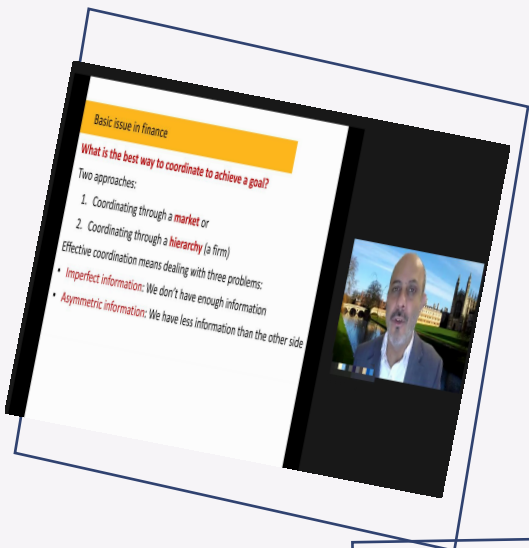 Basic issue in finance
What is the best way to coordinate to achieve a goal?
Two approaches:
1. Coordinating through a market or
2. Coordinating through a hierarchy (a firm)
Effective coordination means dealing with three problems:
• Imperfect information: We don't have enough information
• Asymmetric information: We have less information than the other side